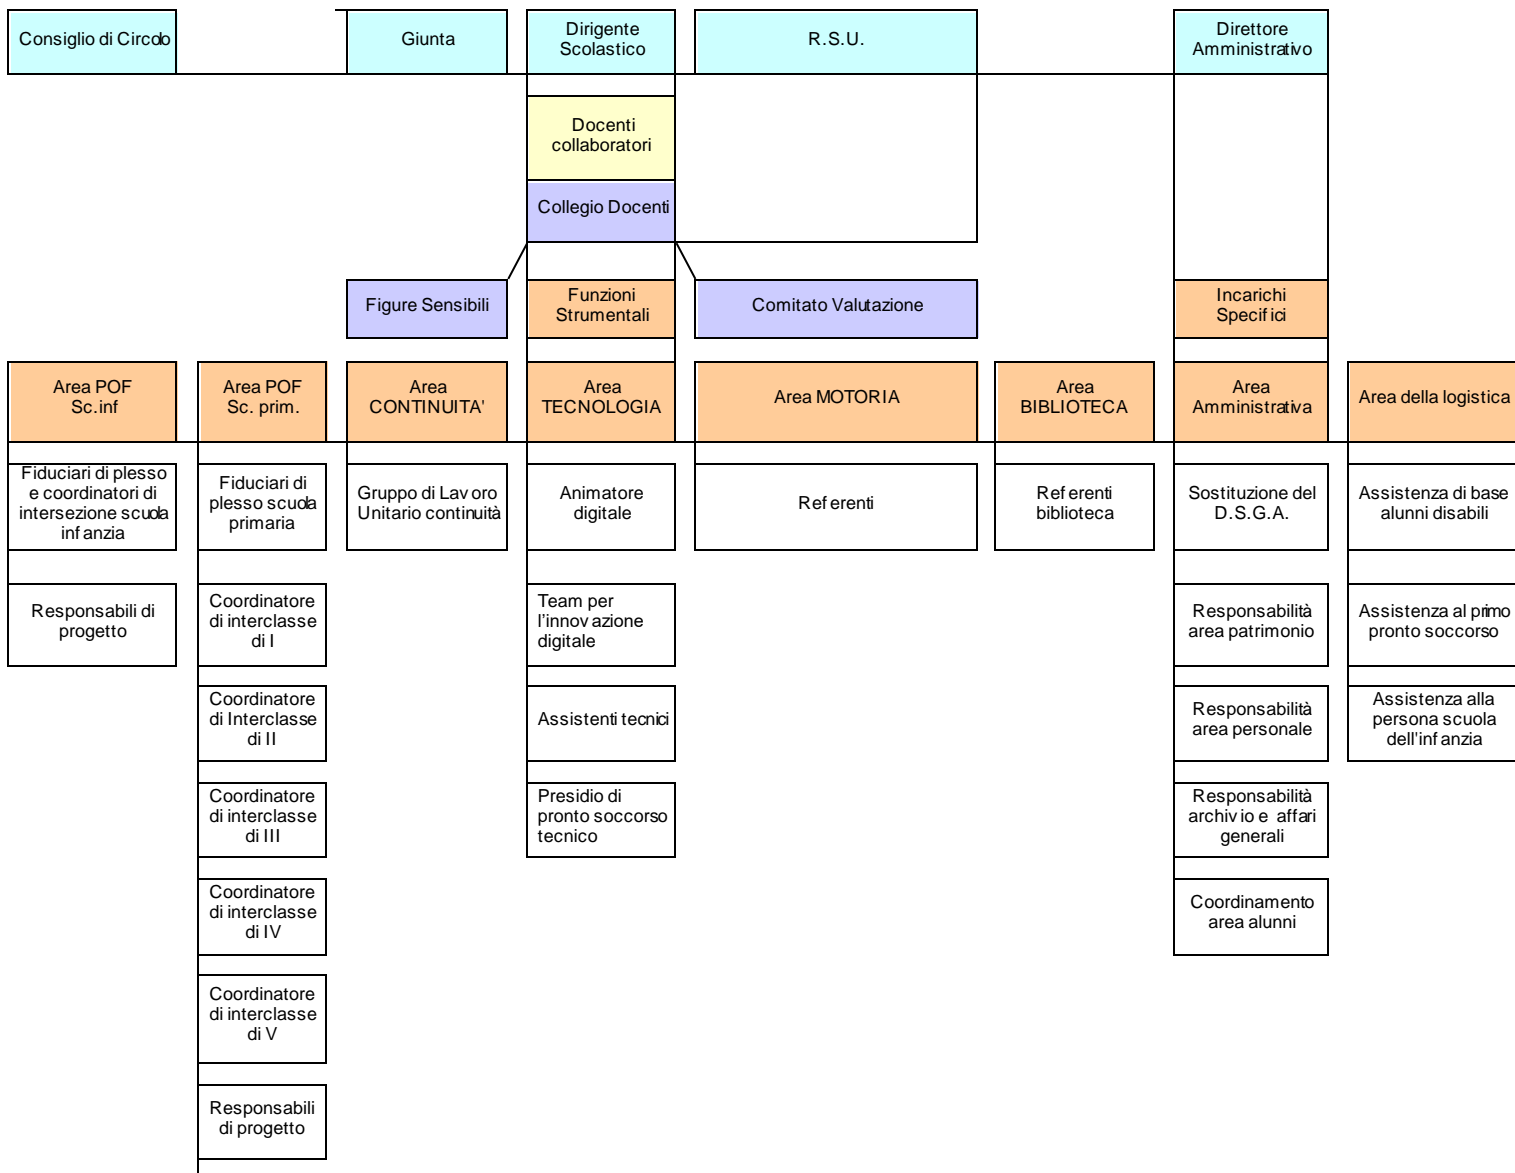 Consiglio di Circolo
Giunta
Dirigente
Scolastico
R.S.U.
Direttore
Amministrativo
Docenti
collaboratori
Collegio Docenti
Figure Sensibili
Funzioni
Strumentali
Comitato Valutazione
Incarichi
Specifici
Area POF
Sc.inf
Area POF
Sc. prim.
Area
CONTINUITA'
Area
TECNOLOGIA
Area MOTORIA
Area
BIBLIOTECA
Area
Amministrativa
Area della logistica
Fiduciari di plesso
e coordinatori di
intersezione scuola
infanzia
Fiduciari di
plesso scuola
primaria
Gruppo di Lavoro
Unitario continuità
Animatore
digitale
Referenti
Referenti
biblioteca
Sostituzione del
D.S.G.A.
Assistenza di base
alunni disabili
Responsabili di
progetto
Coordinatore
di interclasse
di I
Team per
l'innovazione
digitale
Responsabilità
area patrimonio
Assistenza al primo
pronto soccorso
Coordinatore
di Interclasse
di II
Assistenti tecnici
Responsabilità
area personale
Assistenza alla
persona scuola
dell'infanzia
Coordinatore
di interclasse
di III
Presidio di
pronto soccorso
tecnico
Responsabilità
archivio e affari
generali
Coordinatore
di interclasse
di IV
Coordinamento
area alunni
Coordinatore
di interclasse
di V
Responsabili
di progetto